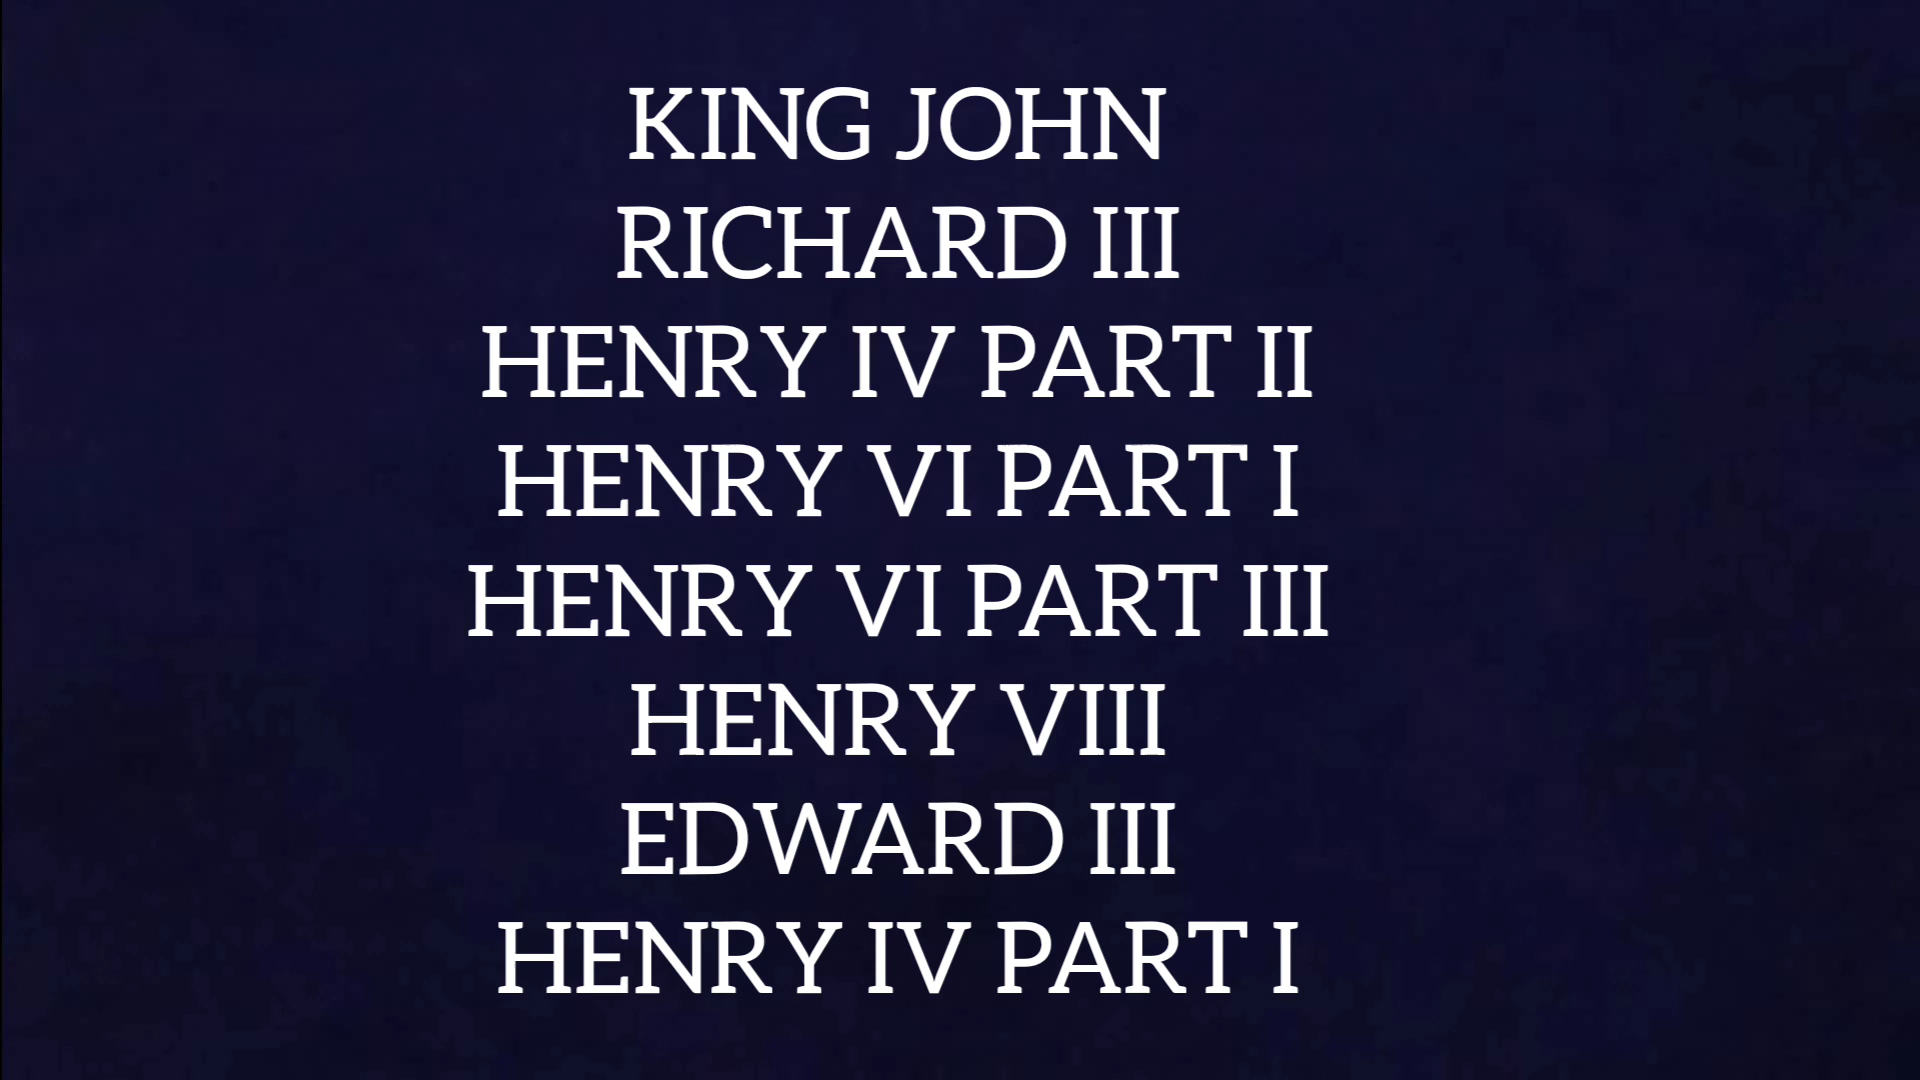 KING JOHN
RICHARD III
HENRY IV PART II
HENRY VI PART I
HENRY VI PART III
HENRY VIII
EDWARD III
HENRY IV PART I